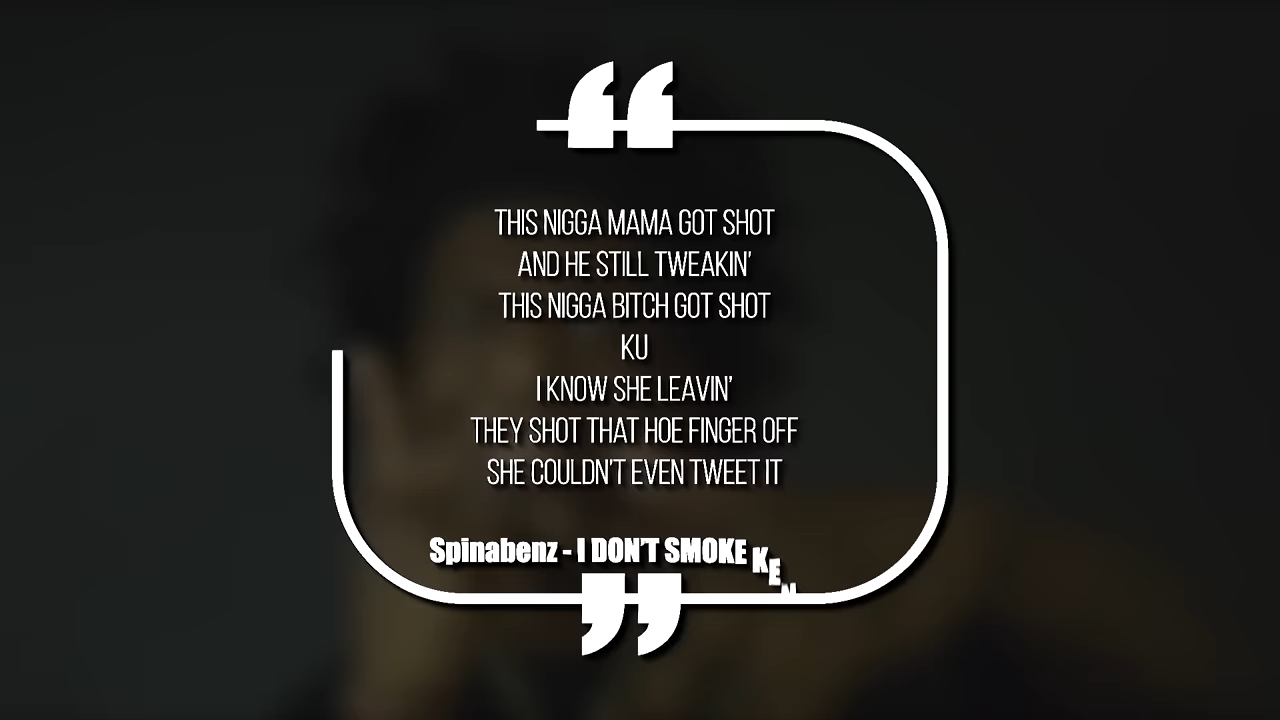 THIS NIGGA MAMA GOT SHOT
AND HE STILL TWEAKIN'
THIS NIGGA BITCH GOT SHOT
KU
I KNOW SHE LEAVIN'
THEY SHOT THAT HOE FINGER OFF
SHE COULDN'T EVEN TWEET IT
Spinabenz - I DON'T SMOKE KEN